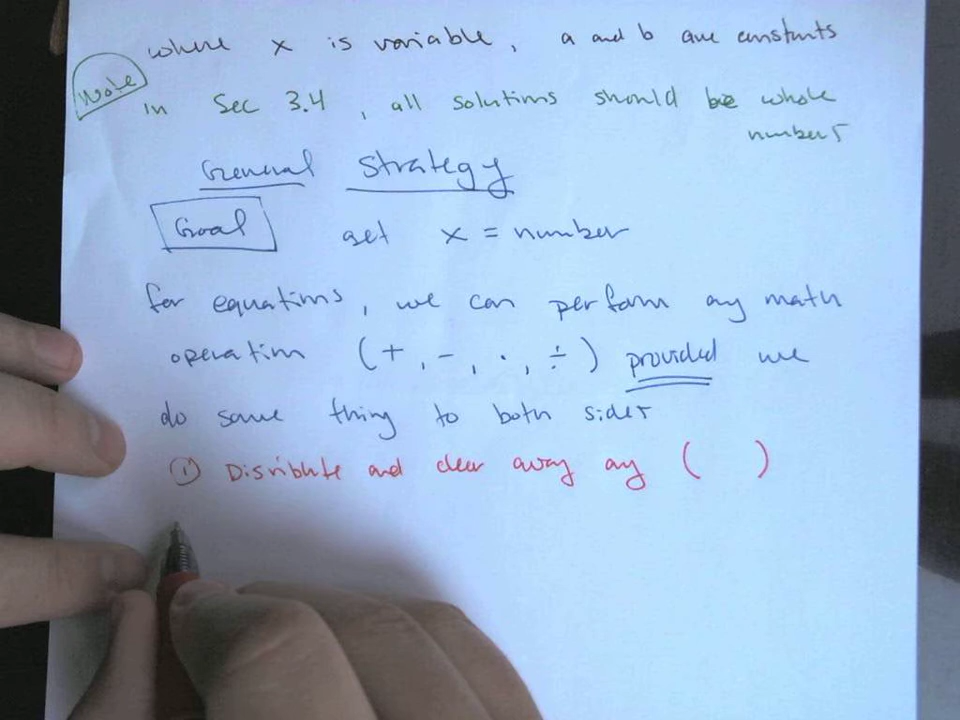 where x is variable, a and b are constants
Note
in Sec 3.4, all solutions should be whole
numbers
General Strategy
Goal get x = number
for equations, we can perform any math
operation (+, -, ·, ÷) provided we
do same thing to both sides
① Disribute and clear away any ( )